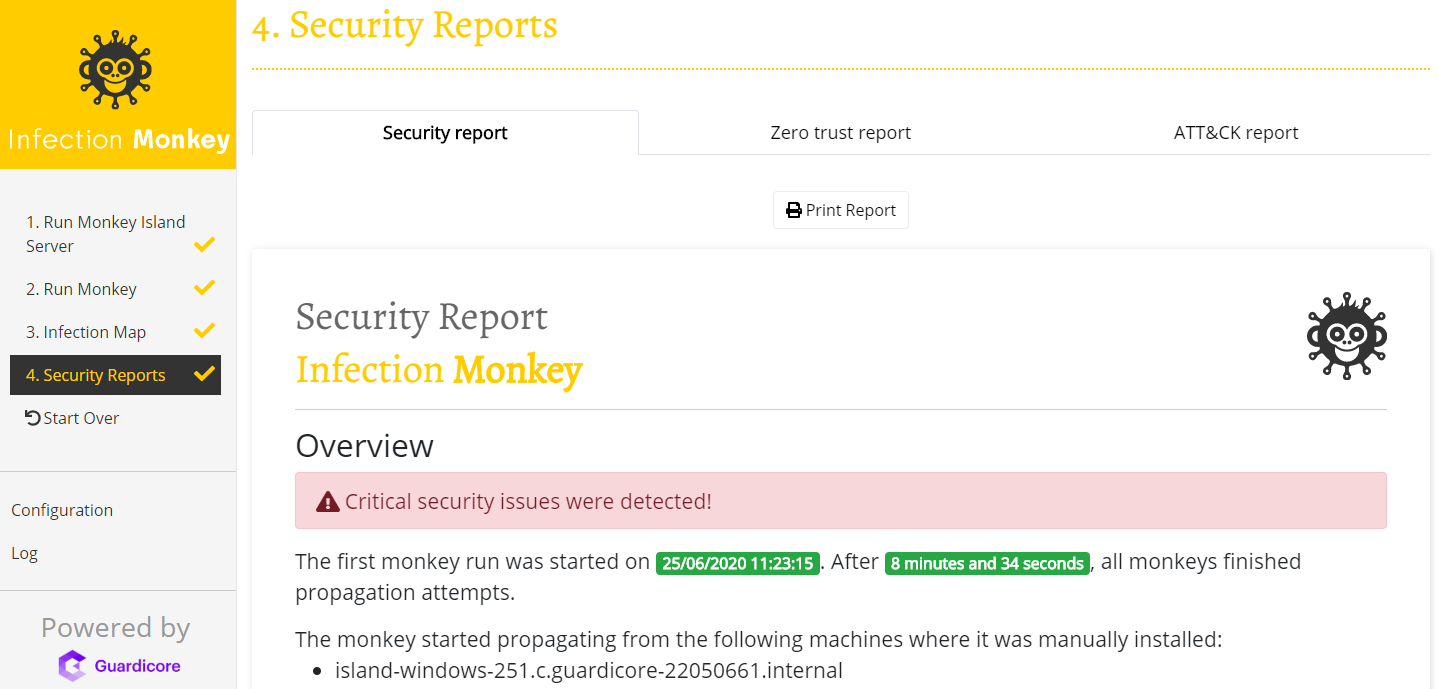 Infection Monkey
1. Run Monkey Island
Server
2. Run Monkey
3. Infection Map
4. Security Reports
Start Over
Configuration
Log
Powered by
Guardicore
4. Security Reports
Security report
Zero trust report
ATT&CK report
Print Report
Security Report
Infection Monkey
Overview
Critical security issues were detected!
The first monkey run was started on 25/06/2020 11:23:15. After 8 minutes and 34 seconds, all monkeys finished
propagation attempts.
The monkey started propagating from the following machines where it was manually installed:
• island-windows-251.c.guardicore-22050661.internal